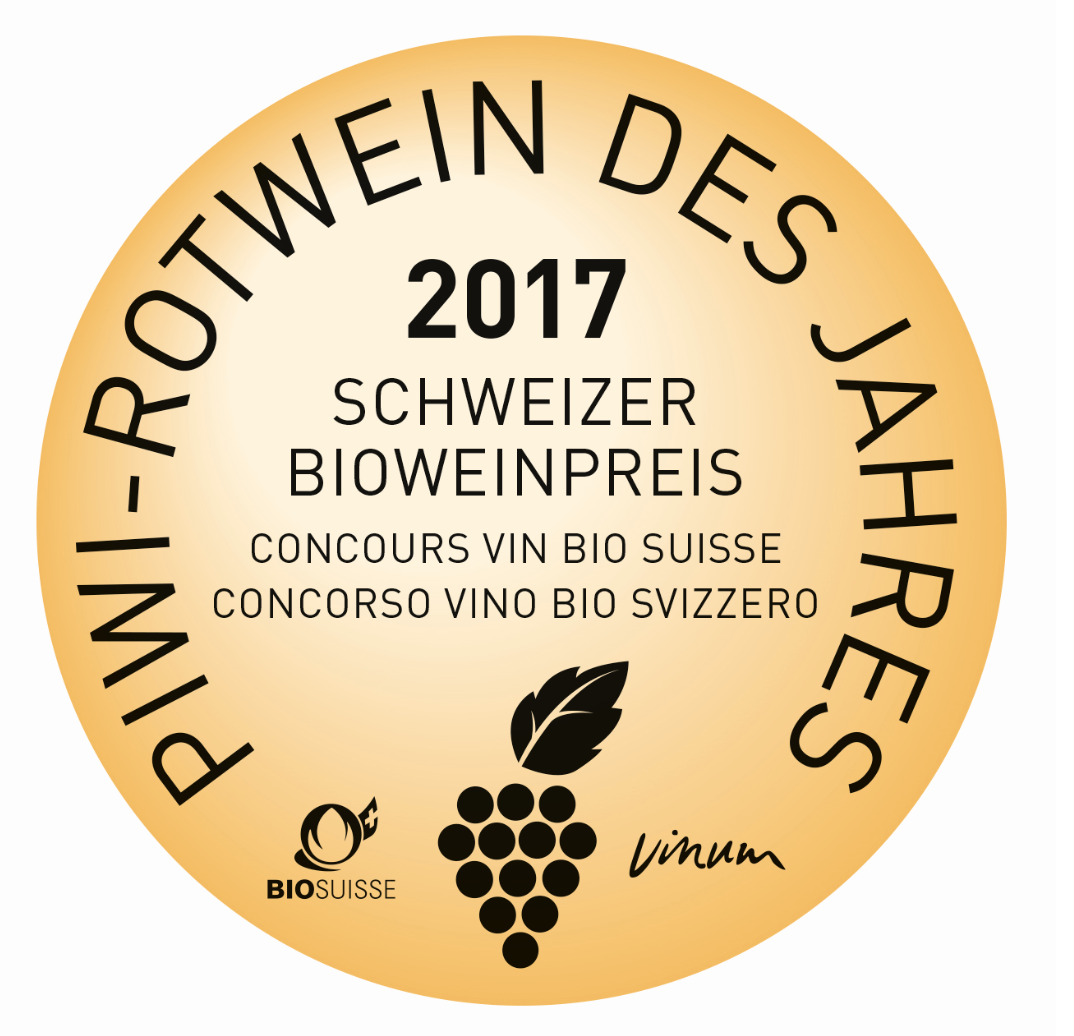 PIWI-ROTWEIN DES JAHRES
2017
SCHWEIZER
BIOWEINPREIS
CONCOURS VIN BIO SUISSE
CONCORSO VINO BIO SVIZZERO
BIOSUISSE
vinum